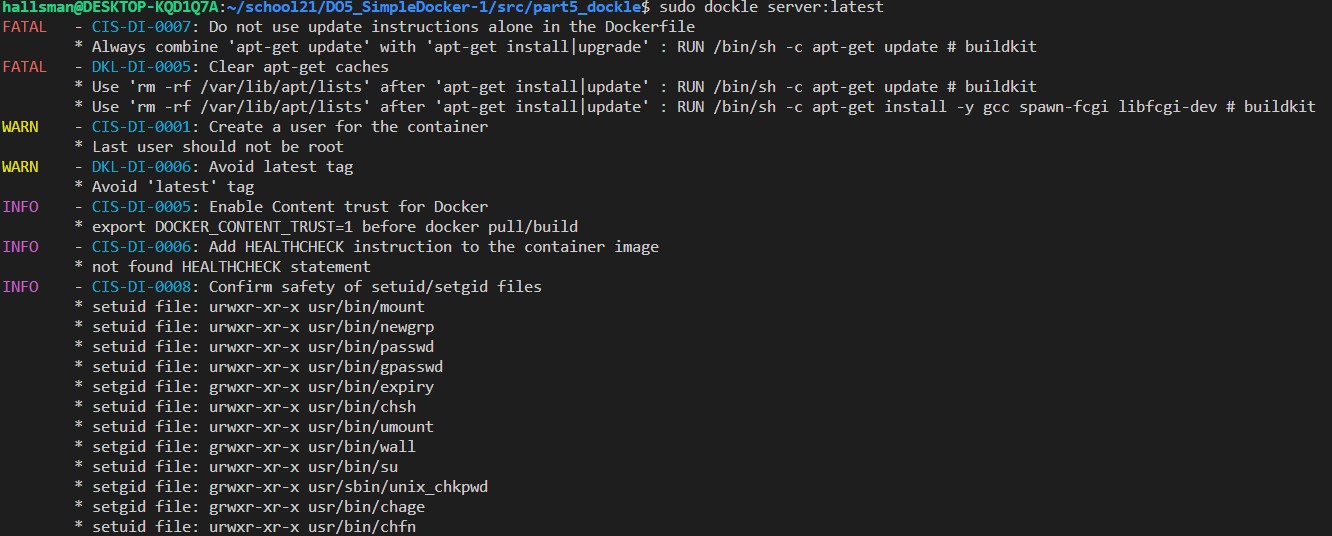 hallsman@DESKTOP-KQD1Q7A:~/school21/DO5_SimpleDocker-1/src/part5_dockle$ sudo dockle server:latest
FATAL - CIS-DI-0007: Do not use update instructions alone in the Dockerfile
* Always combine 'apt-get update' with 'apt-get install|upgrade' : RUN /bin/sh -c apt-get update # buildkit
FATAL - DKL-DI-0005: Clear apt-get caches
* Use 'rm -rf /var/lib/apt/lists' after 'apt-get install|update' : RUN /bin/sh -c apt-get update # buildkit
* Use 'rm -rf /var/lib/apt/lists' after 'apt-get install|update' : RUN /bin/sh -c apt-get install -y gcc spawn-fcgi libfcgi-dev # buildkit
WARN - CIS-DI-0001: Create a user for the container
* Last user should not be root
WARN - DKL-DI-0006: Avoid latest tag
* Avoid 'latest' tag
INFO - CIS-DI-0005: Enable Content trust for Docker
* export DOCKER_CONTENT_TRUST=1 before docker pull/build
INFO - CIS-DI-0006: Add HEALTHCHECK instruction to the container image
* not found HEALTHCHECK statement
INFO - CIS-DI-0008: Confirm safety of setuid/setgid files
* setuid file: urwxr-xr-x usr/bin/mount
* setuid file: urwxr-xr-x usr/bin/newgrp
* setuid file: urwxr-xr-x usr/bin/passwd
* setuid file: urwxr-xr-x usr/bin/gpasswd
* setgid file: grwxr-xr-x usr/bin/expiry
* setuid file: urwxr-xr-x usr/bin/chsh
* setuid file: urwxr-xr-x usr/bin/umount
* setgid file: grwxr-xr-x usr/bin/wall
* setuid file: urwxr-xr-x usr/bin/su
* setgid file: grwxr-xr-x usr/sbin/unix_chkpwd
* setgid file: grwxr-xr-x usr/bin/chage
* setuid file: urwxr-xr-x usr/bin/chfn